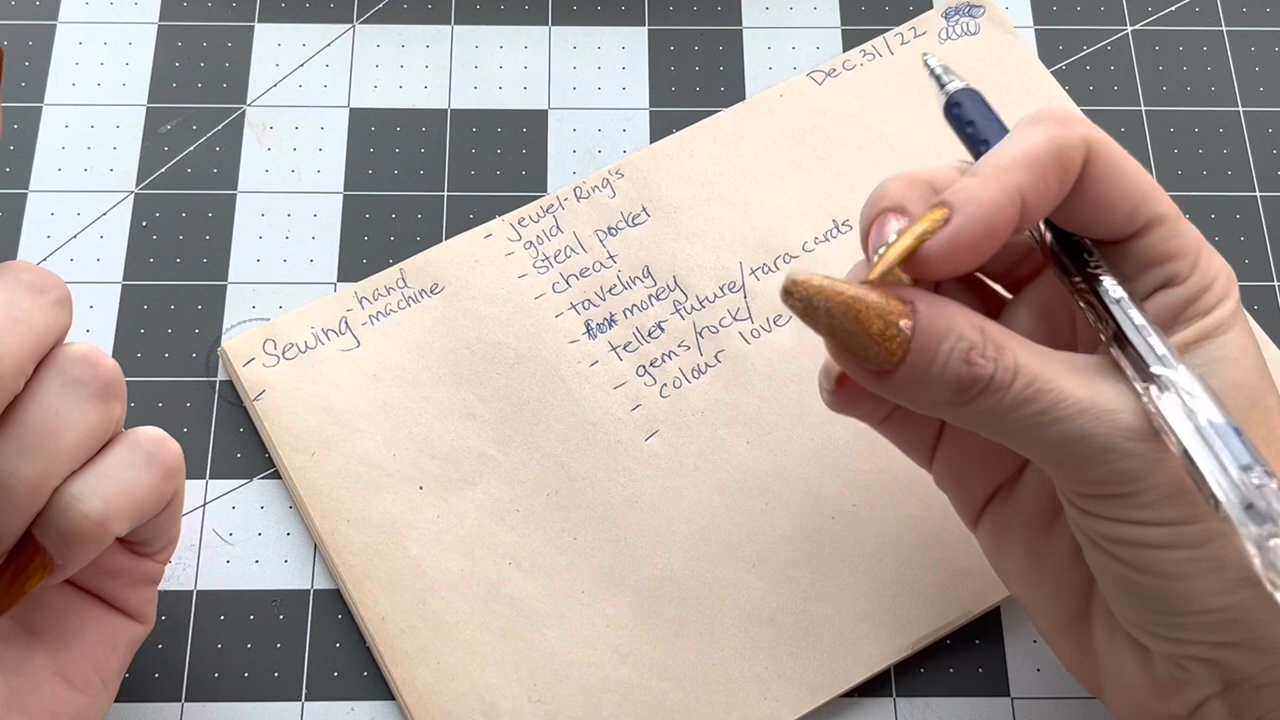 Dec.31/22
- jewel-Ring's
- gold
- steal pocket
- cheat
- taveling
- money
- teller-future/tara cards
- gems/rock/
- colour love
-
- Sewing-hand
-machine
-